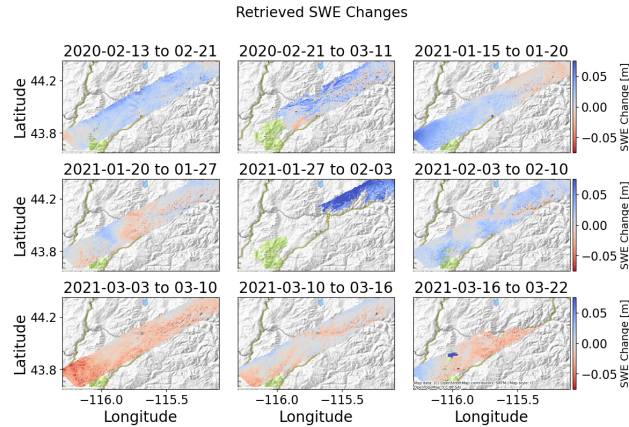 Retrieved SWE Changes
2020-02-13 to 02-21
2020-02-21 to 03-11
2021-01-15 to 01-20
Latitude
44.2
43.8
0.05
0.00
−0.05
SWE Change [m]
2021-01-20 to 01-27
2021-01-27 to 02-03
2021-02-03 to 02-10
Latitude
44.2
43.8
0.05
0.00
−0.05
SWE Change [m]
2021-03-03 to 03-10
2021-03-10 to 03-16
2021-03-16 to 03-22
Latitude
44.2
43.8
0.05
0.00
−0.05
SWE Change [m]
−116.0
−115.5
−116.0
−115.5
−116.0
−115.5
Longitude
Longitude
Longitude